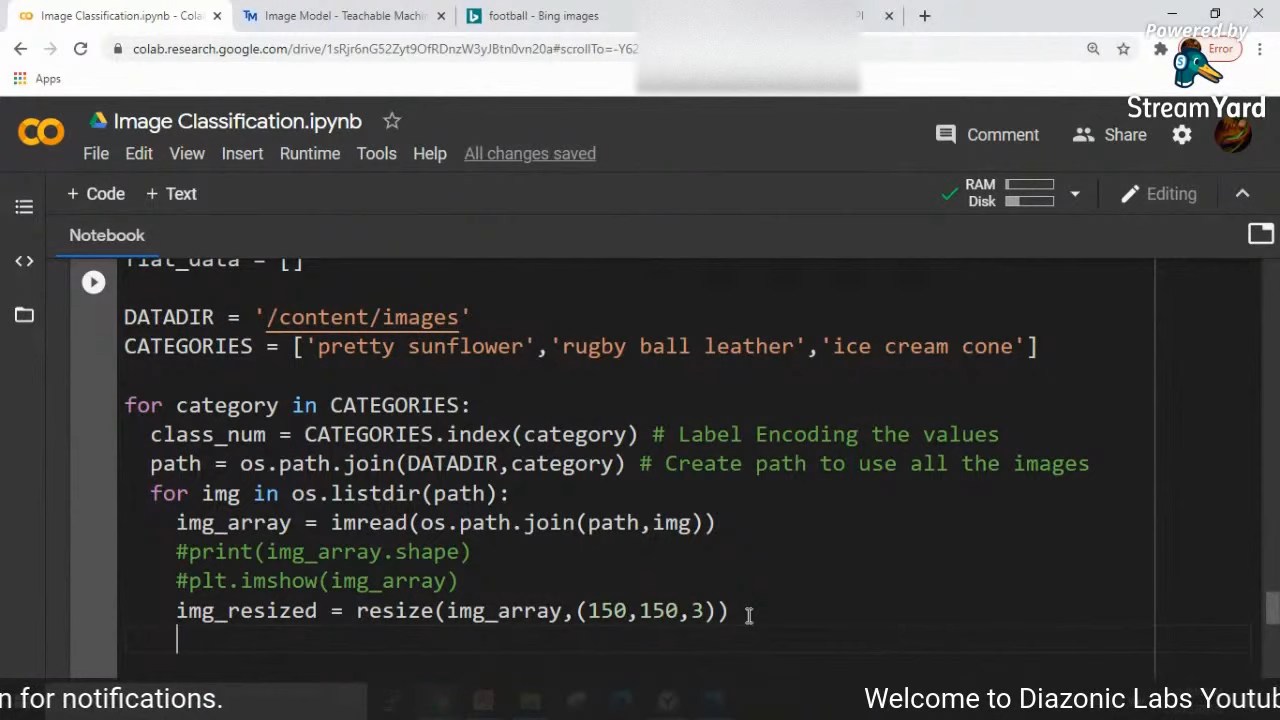 Image Classification.ipynb - Cola
Image Model - Teachable Machi
football - Bing images
PI
colab.research.google.com/drive/1sRjr6nG52Zyt9OfRDnzW3yJBtn0vn20a#scrollTo=-Y6Z
Error
Powered by
StreamYard
Apps
Image Classification.ipynb
Comment
Share
File Edit View Insert Runtime Tools Help All changes saved
+ Code + Text
RAM
Disk
Editing
Notebook
flat_data = []
DATADIR = '/content/images'
CATEGORIES = ['pretty sunflower','rugby ball leather','ice cream cone']
for category in CATEGORIES:
class_num = CATEGORIES.index(category) # Label Encoding the values
path = os.path.join(DATADIR,category) # Create path to use all the images
for img in os.listdir(path):
img_array = imread(os.path.join(path,img))
#print(img_array.shape)
#plt.imshow(img_array)
img_resized = resize(img_array,(150,150,3))
n for notifications.
Welcome to Diazonic Labs Youtub